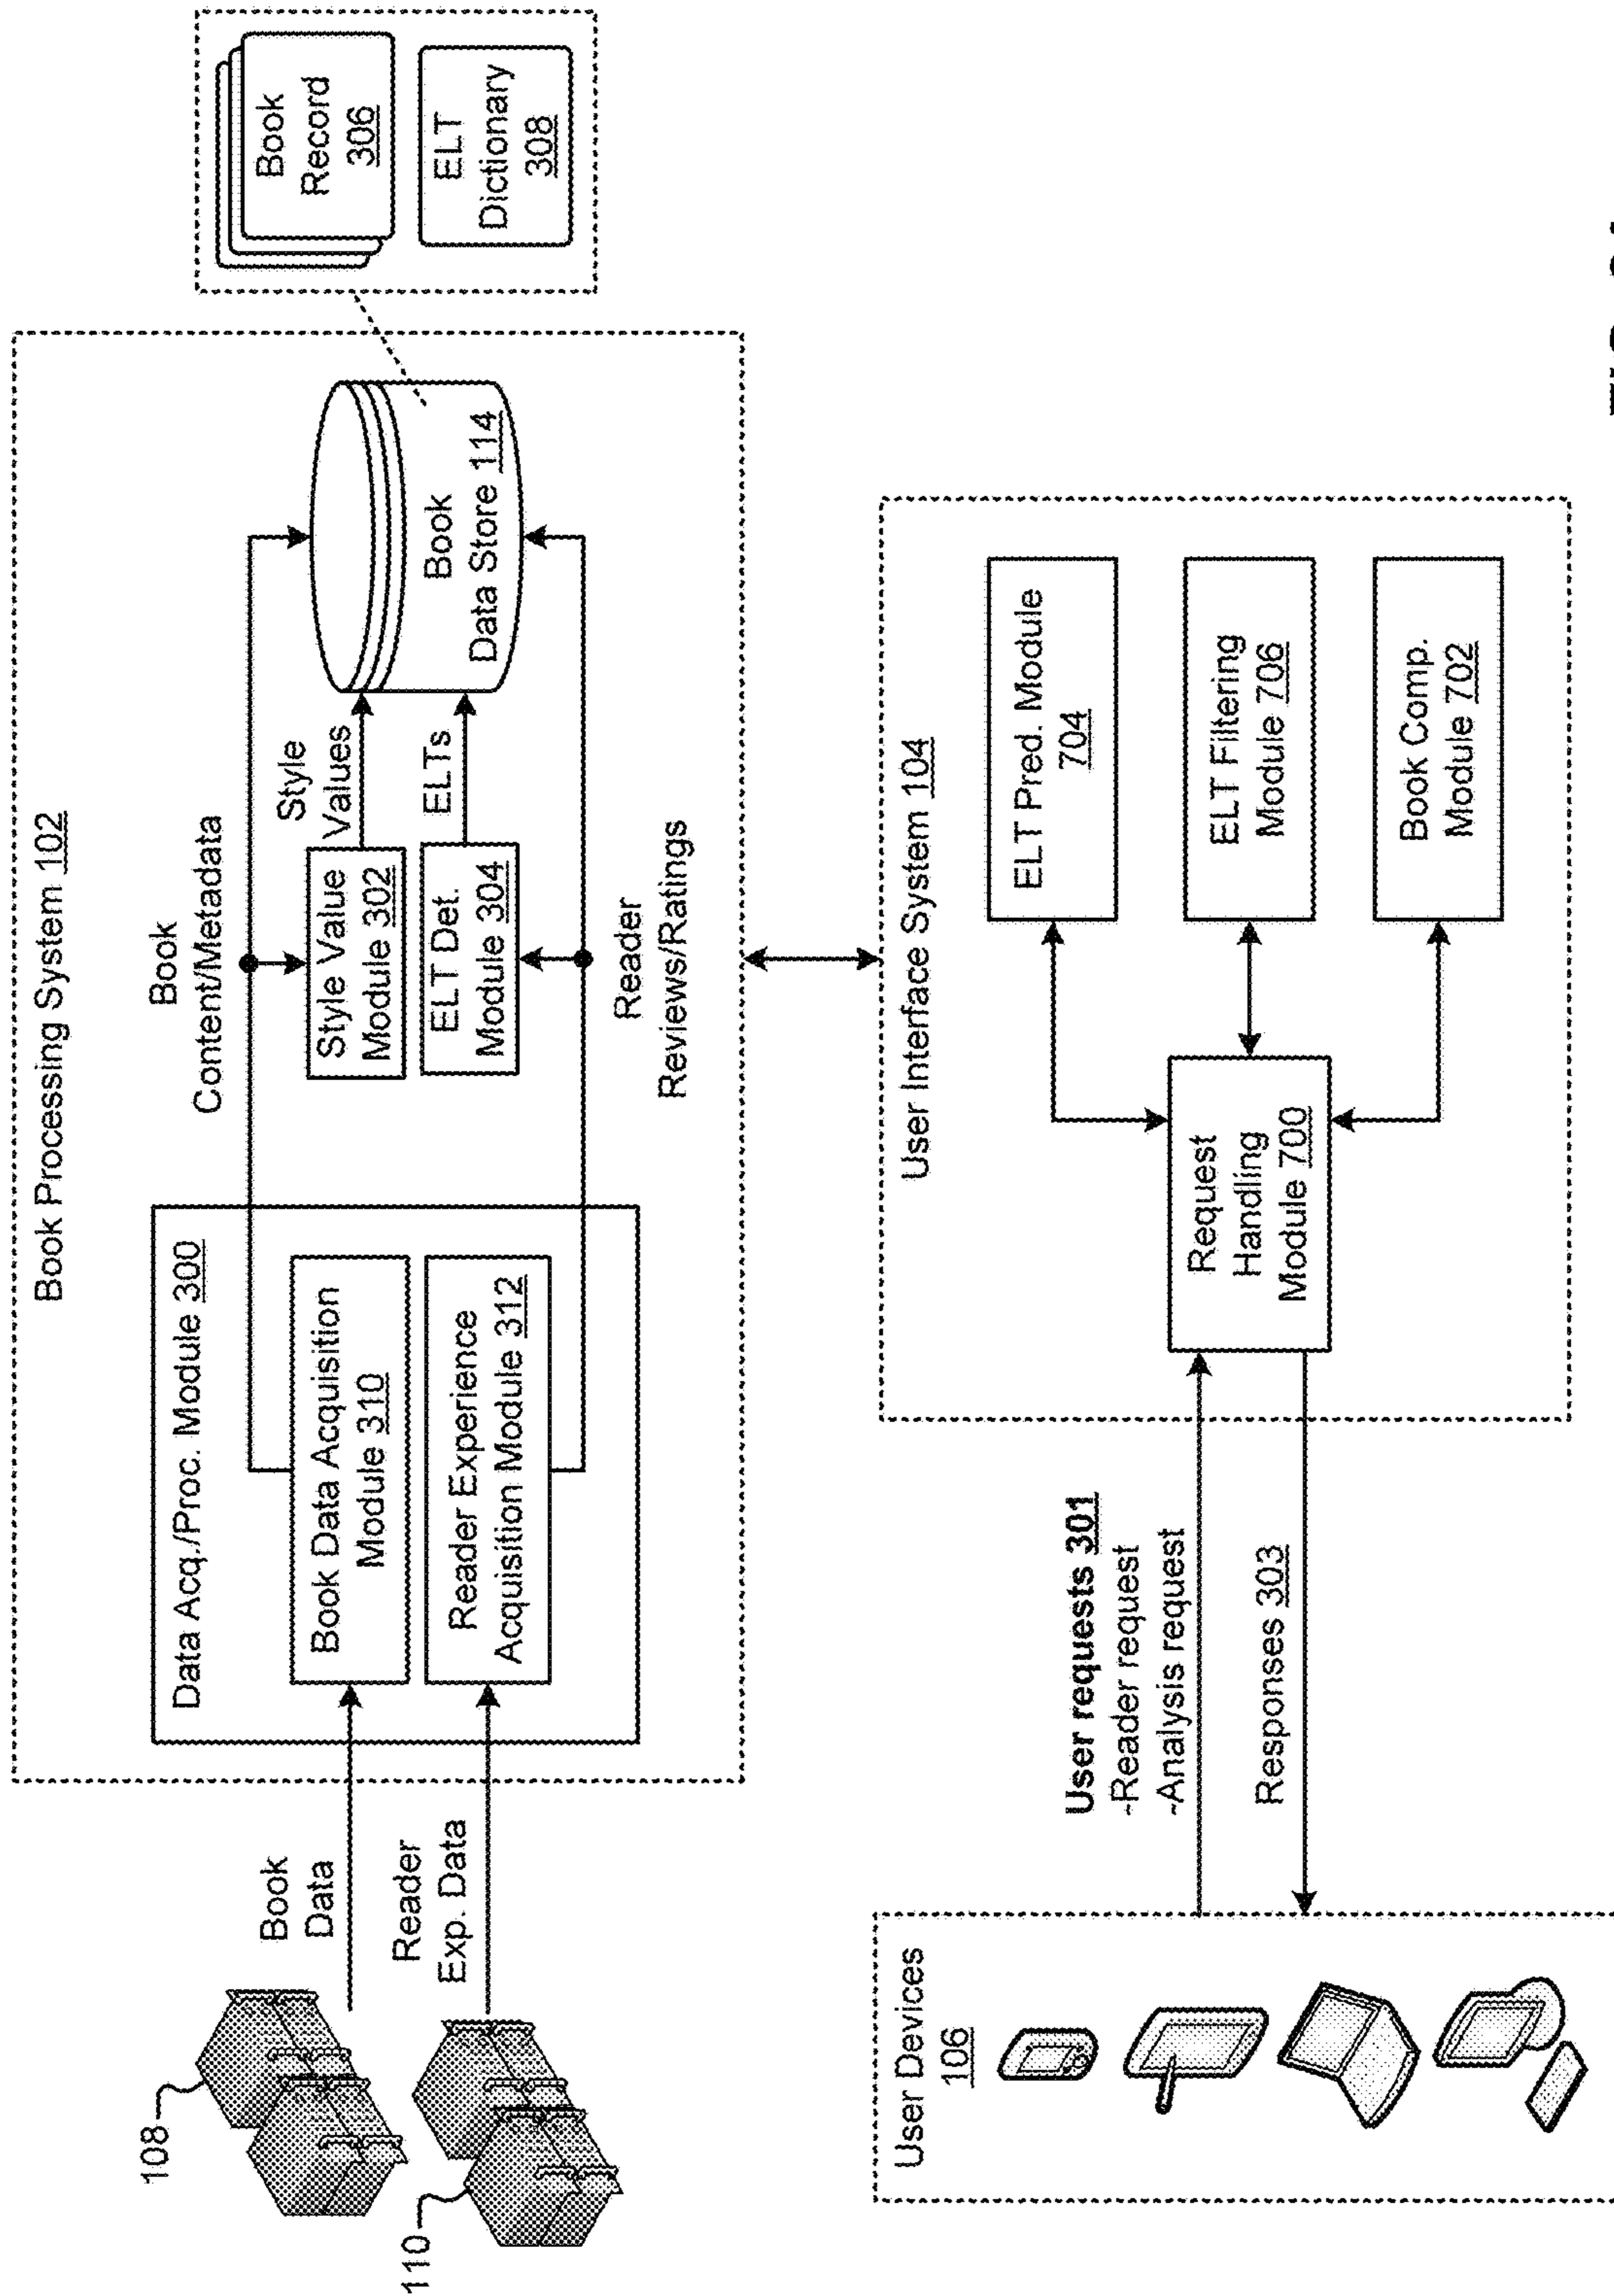 Book Processing System 102
Data Acq./Proc. Module 300
Book Data Acquisition
Module 310
Reader Experience
Acquisition Module 312
Book
Data
Reader
Exp. Data
108
110
Book
Content/Metadata
Style Value
Module 302
Style
Values
ELT Det.
Module 304
ELTs
Reader
Reviews/Ratings
Book
Data Store 114
Book
Record
306
ELT
Dictionary
308
User Interface System 104
Request
Handling
Module 700
ELT Pred. Module
704
ELT Filtering
Module 706
Book Comp.
Module 702
User requests 301
-Reader request
-Analysis request
Responses 303
User Devices
106